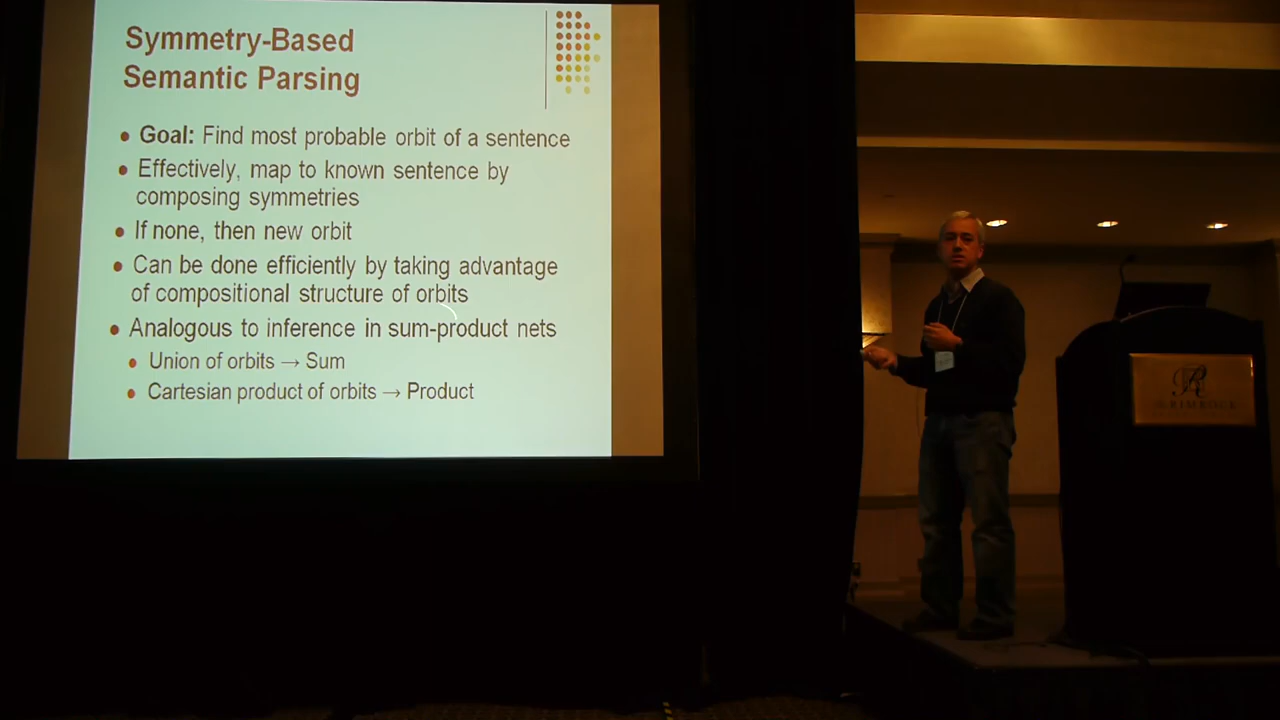 Symmetry-Based
Semantic Parsing
• Goal: Find most probable orbit of a sentence
• Effectively, map to known sentence by
composing symmetries
• If none, then new orbit
• Can be done efficiently by taking advantage
of compositional structure of orbits
• Analogous to inference in sum-product nets
• Union of orbits → Sum
• Cartesian product of orbits → Product
R
RIMROCK